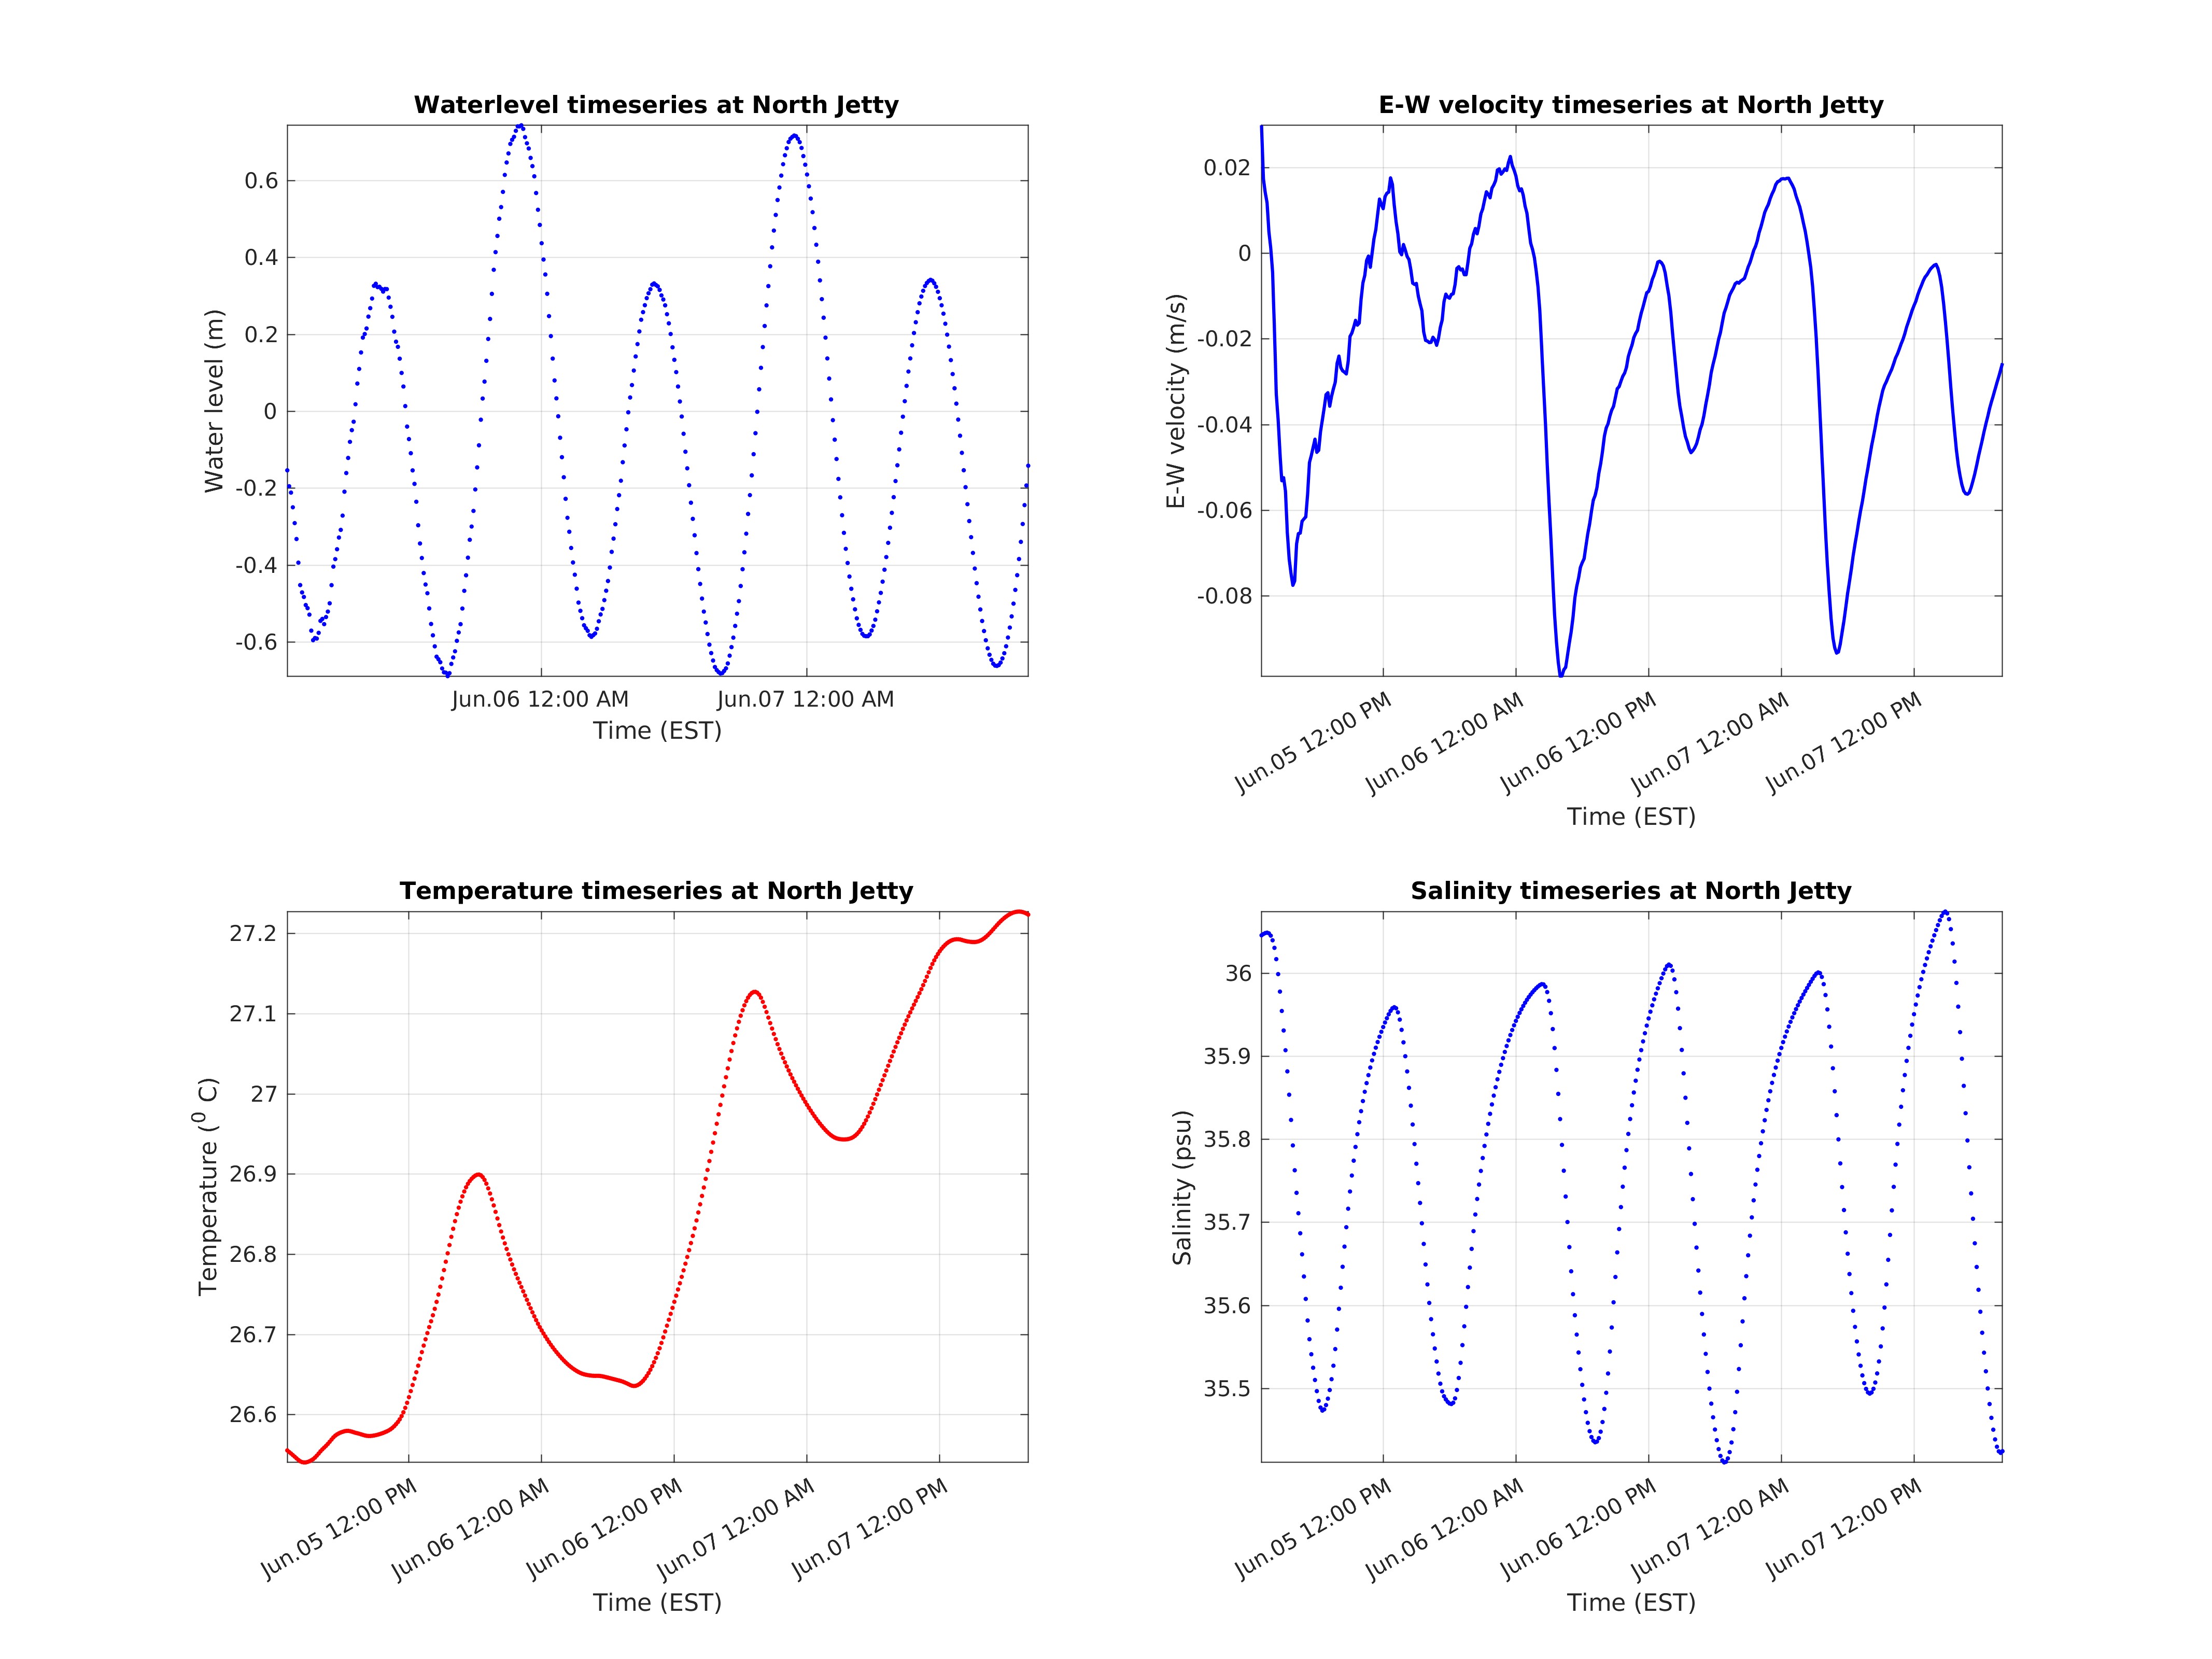 Waterlevel timeseries at North Jetty
Water level (m)
0.6
0.4
0.2
0
-0.2
-0.4
-0.6
Jun.06 12:00 AM
Jun.07 12:00 AM
Time (EST)
E-W velocity timeseries at North Jetty
E-W velocity (m/s)
0.02
0
-0.02
-0.04
-0.06
-0.08
Jun.05 12:00 PM
Jun.06 12:00 AM
Jun.06 12:00 PM
Jun.07 12:00 AM
Jun.07 12:00 PM
Time (EST)
Temperature timeseries at North Jetty
Temperature (⁰ C)
27.2
27.1
27
26.9
26.8
26.7
26.6
Jun.05 12:00 PM
Jun.06 12:00 AM
Jun.06 12:00 PM
Jun.07 12:00 AM
Jun.07 12:00 PM
Time (EST)
Salinity timeseries at North Jetty
Salinity (psu)
36
35.9
35.8
35.7
35.6
35.5
Jun.05 12:00 PM
Jun.06 12:00 AM
Jun.06 12:00 PM
Jun.07 12:00 AM
Jun.07 12:00 PM
Time (EST)